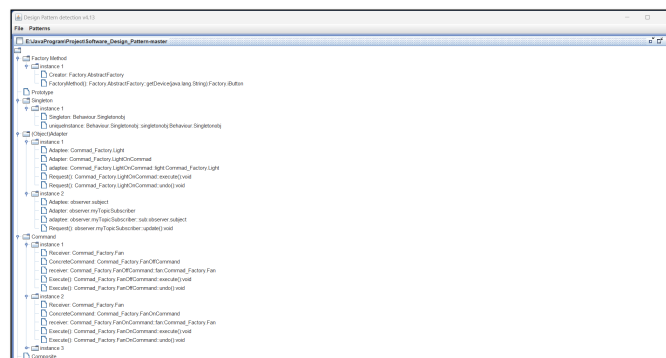 Design Pattern detection v4.13
File Patterns
E:\JavaProgram\Project\Software_Design_Pattern-master
Factory Method
instance 1
Creator: Factory.AbstractFactory
FactoryMethod(): Factory.AbstractFactory::getDevice(java.lang.String):Factory.iButton
Prototype
Singleton
instance 1
Singleton: Behaviour.Singletonobj
uniqueInstance: Behaviour.Singletonobj, singletonobj:Behaviour.Singletonobj
(Object)Adapter
instance 1
Adaptee: Commad_Factory.Light
Adapter: Commad_Factory.LightOnCommad
adaptee: Commad_Factory.LightOnCommad::light:Commad_Factory.Light
Request(): Commad_Factory.LightOnCommad::execute():void
Request(): Commad_Factory.LightOnCommad::undo():void
instance 2
Adaptee: observer.subject
Adapter: observer.myTopicSubscriber
adaptee: observer.myTopicSubscriber::sub:observer.subject
Request(): observer.myTopicSubscriber::update():void
Command
instance 1
Receiver: Commad_Factory.Fan
ConcreteCommand: Commad_Factory.FanOffCommand
receiver: Commad_Factory.FanOffCommand::fan:Commad_Factory.Fan
Execute(): Commad_Factory.FanOffCommand::execute():void
Execute(): Commad_Factory.FanOffCommand::undo():void
instance 2
Receiver: Commad_Factory.Fan
ConcreteCommand: Commad_Factory.FanOnCommand
receiver: Commad_Factory.FanOnCommand::fan:Commad_Factory.Fan
Execute(): Commad_Factory.FanOnCommand::execute():void
Execute(): Commad_Factory.FanOnCommand::undo():void
instance 3
Composite